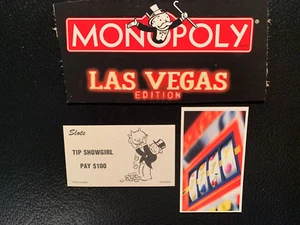 MONOPOLY
LAS VEGAS
EDITION
Slots
TIP SHOWGIRL
PAY $100